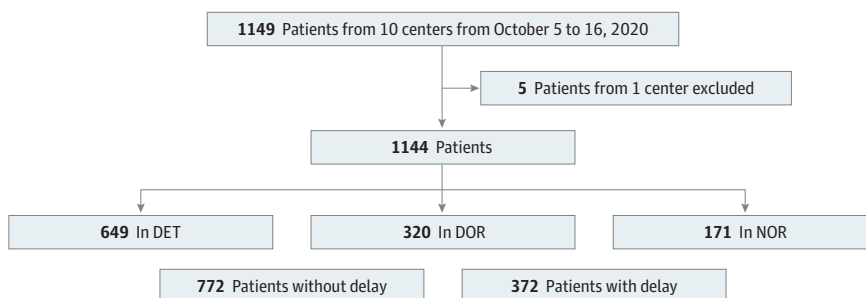 1149 Patients from 10 centers from October 5 to 16, 2020
5 Patients from 1 center excluded
1144 Patients
649 In DET
320 In DOR
171 In NOR
772 Patients without delay
372 Patients with delay